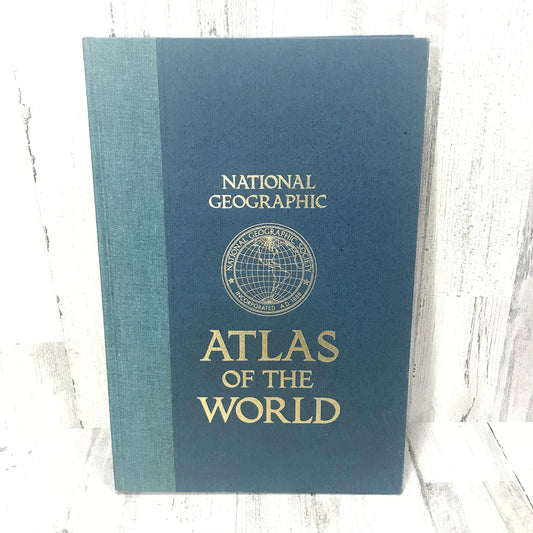 NATIONAL
GEOGRAPHIC
NATIONAL GEOGRAPHIC SOCIETY
INCORPORATED A.D. 1888
ATLAS
OF THE
WORLD